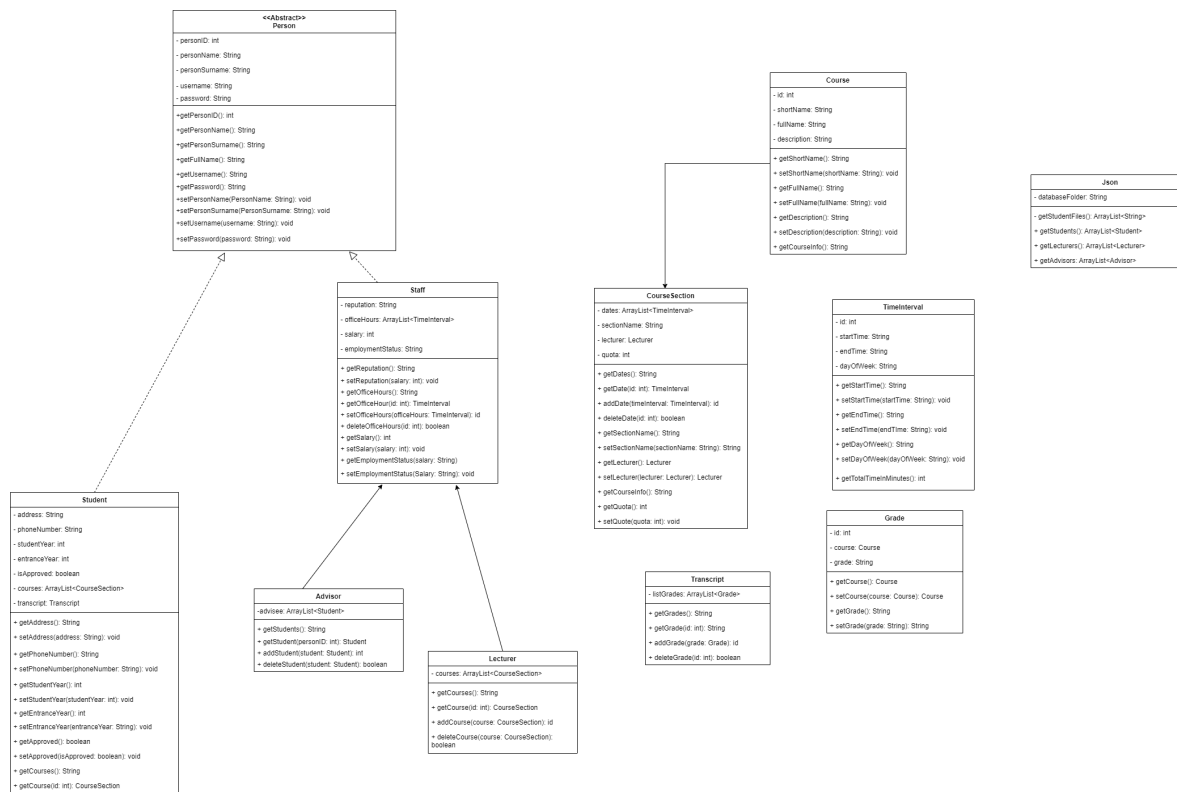 <<Abstract>>
Person
- personID: int
- personName: String
- personSurname: String
- username: String
- password: String
+getPersonID(): int
+getPersonName(): String
+getPersonSurname(): String
+getFullName(): String
+getUsername(): String
+getPassword(): String
+setPersonName(PersonName: String): void
+setPersonSurname(PersonSurname: String): void
+setUsername(username: String): void
+setPassword(password: String): void
Course
- id: int
- shortName: String
- fullName: String
- description: String
+ getShortName(): String
+ setShortName(shortName: String): void
+ getFullName(): String
+ setFullName(fullName: String): void
+ getDescription(): String
+ setDescription(description: String): void
+ getCourseInfo(): String
Json
- databaseFolder: String
- getStudentFiles(): ArrayList<String>
+ getStudents(): ArrayList<Student>
+ getLecturers(): ArrayList<Lecturer>
+ getAdvisors: ArrayList<Advisor>
Staff
- reputation: String
- officeHours: ArrayList<TimeInterval>
- salary: int
- employmentStatus: String
+ getReputation(): String
+ setReputation(salary: int): void
+ getOfficeHours(): String
+ getOfficeHour(id: int): TimeInterval
+ setOfficeHours(officeHours: TimeInterval): id
+ deleteOfficeHours(id: int): boolean
+ getSalary(): int
+ setSalary(salary: int): void
+ getEmploymentStatus(salary: String)
+ setEmploymentStatus(Salary: String): void
CourseSection
- dates: ArrayList<TimeInterval>
- sectionName: String
- lecturer: Lecturer
- quota: int
+ getDates(): String
+ getDate(id: int): TimeInterval
+ addDate(timeInterval: TimeInterval): id
+ deleteDate(id: int): boolean
+ getSectionName(): String
+ setSectionName(sectionName: String): String
+ getLecturer(): Lecturer
+ setLecturer(lecturer: Lecturer): Lecturer
+ getCourseInfo(): String
+ getQuota(): int
+ setQuote(quota: int): void
TimeInterval
- id: int
- startTime: String
- endTime: String
- dayOfWeek: String
+ getStartTime(): String
+ setStartTime(startTime: String): void
+ getEndTime(): String
+ setEndTime(endTIme: String): void
+ getDayOfWeek(): String
+ setDayOfWeek(dayOfWeek: String): void
+ getTotalTimeInMinutes(): int
Student
- address: String
- phoneNumber: String
- studentYear: int
- entranceYear: int
- isApproved: boolean
- courses: ArrayList<CourseSection>
- transcript: Transcript
+ getAddress(): String
+ setAddress(address: String): void
+ getPhoneNumber(): String
+ setPhoneNumber(phoneNumber: String): void
+ getStudentYear(): int
+ setStudentYear(studentYear: int): void
+ getEntranceYear(): int
+ setEntranceYear(entranceYear: String): void
+ getApproved(): boolean
+ setApproved(isApproved: boolean): void
+ getCourses(): String
+ getCourse(id: int): CourseSection
Advisor
-advisee: ArrayList<Student>
+ getStudents(): String
+ getStudent(personID: int): Student
+ addStudent(student: Student): int
+ deleteStudent(student: Student): boolean
Lecturer
- courses: ArrayList<CourseSection>
+ getCourses(): String
+ getCourse(id: int): CourseSection
+ addCourse(course: CourseSection): id
+ deleteCourse(course: CourseSection):
boolean
Transcript
- listGrades: ArrayList<Grade>
+ getGrades(): String
+ getGrade(id: int): String
+ addGrade(grade: Grade): id
+ deleteGrade(id: int): boolean
Grade
- id: int
- course: Course
- grade: String
+ getCourse(): Course
+ setCourse(course: Course): Course
+ getGrade(): String
+ setGrade(grade: String): String